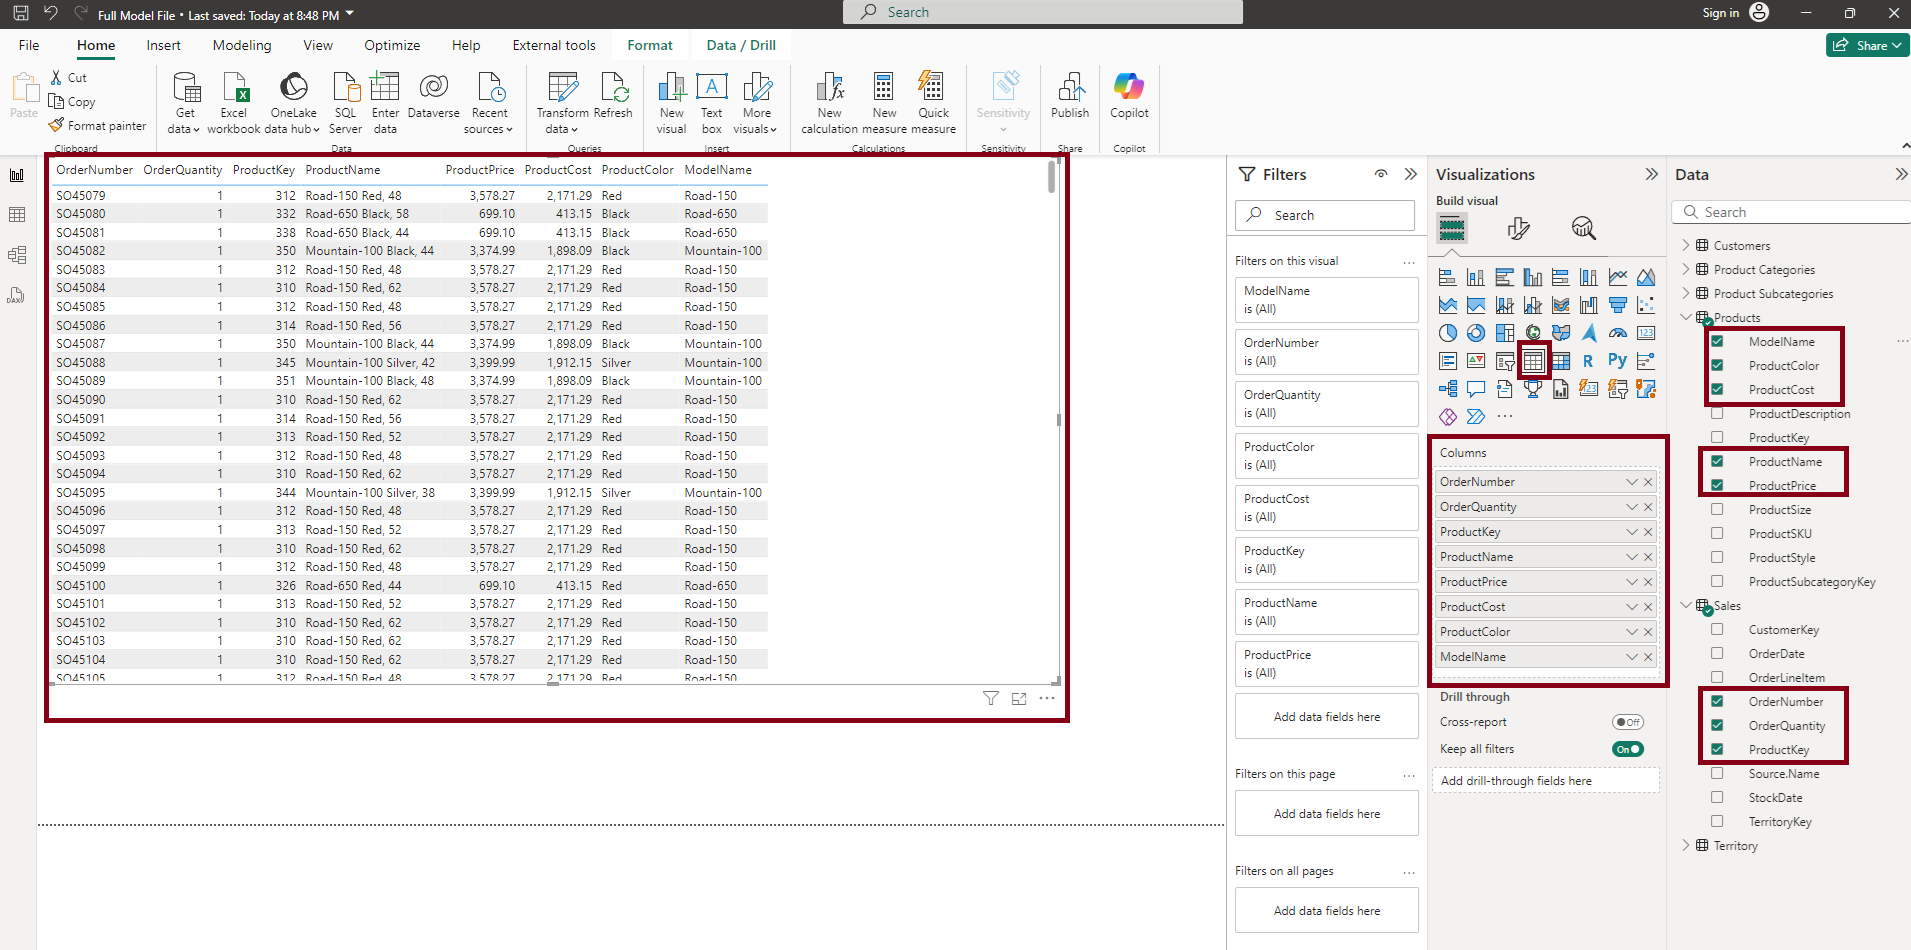 Full Model File • Last saved: Today at 8:48 PM
Search
Sign in
File Home Insert Modeling View Optimize Help External tools Format Data / Drill
Share
Paste
Cut
Copy
Format painter
Clipboard
Get data
Excel workbook
OneLake data hub
SQL Server
Enter data
Dataverse
Recent sources
Data
Transform data
Refresh
Queries
New visual
Text box
More visuals
Insert
New calculation
New measure
Quick measure
Calculations
Sensitivity
Sensitivity
Publish
Share
Copilot
Copilot
OrderNumber OrderQuantity ProductKey ProductName ProductPrice ProductCost ProductColor ModelName
SO45079 1 312 Road-150 Red, 48 3,578.27 2,171.29 Red Road-150
SO45080 1 332 Road-650 Black, 58 699.10 413.15 Black Road-650
SO45081 1 338 Road-650 Black, 44 699.10 413.15 Black Road-650
SO45082 1 350 Mountain-100 Black, 44 3,374.99 1,898.09 Black Mountain-100
SO45083 1 312 Road-150 Red, 48 3,578.27 2,171.29 Red Road-150
SO45084 1 310 Road-150 Red, 62 3,578.27 2,171.29 Red Road-150
SO45085 1 312 Road-150 Red, 48 3,578.27 2,171.29 Red Road-150
SO45086 1 314 Road-150 Red, 56 3,578.27 2,171.29 Red Road-150
SO45087 1 350 Mountain-100 Black, 44 3,374.99 1,898.09 Black Mountain-100
SO45088 1 345 Mountain-100 Silver, 42 3,399.99 1,912.15 Silver Mountain-100
SO45089 1 351 Mountain-100 Black, 48 3,374.99 1,898.09 Black Mountain-100
SO45090 1 310 Road-150 Red, 62 3,578.27 2,171.29 Red Road-150
SO45091 1 314 Road-150 Red, 56 3,578.27 2,171.29 Red Road-150
SO45092 1 313 Road-150 Red, 52 3,578.27 2,171.29 Red Road-150
SO45093 1 312 Road-150 Red, 48 3,578.27 2,171.29 Red Road-150
SO45094 1 310 Road-150 Red, 62 3,578.27 2,171.29 Red Road-150
SO45095 1 344 Mountain-100 Silver, 38 3,399.99 1,912.15 Silver Mountain-100
SO45096 1 312 Road-150 Red, 48 3,578.27 2,171.29 Red Road-150
SO45097 1 313 Road-150 Red, 52 3,578.27 2,171.29 Red Road-150
SO45098 1 310 Road-150 Red, 62 3,578.27 2,171.29 Red Road-150
SO45099 1 312 Road-150 Red, 48 3,578.27 2,171.29 Red Road-150
SO45100 1 326 Road-650 Red, 44 699.10 413.15 Red Road-650
SO45101 1 313 Road-150 Red, 52 3,578.27 2,171.29 Red Road-150
SO45102 1 310 Road-150 Red, 62 3,578.27 2,171.29 Red Road-150
SO45103 1 310 Road-150 Red, 62 3,578.27 2,171.29 Red Road-150
SO45104 1 310 Road-150 Red, 62 3,578.27 2,171.29 Red Road-150
SO45105 1 312 Road-150 Red, 48 3,578.27 2,171.29 Red Road-150
Filters
Search
Filters on this visual
ModelName
is (All)
OrderNumber
is (All)
OrderQuantity
is (All)
ProductColor
is (All)
ProductCost
is (All)
ProductKey
is (All)
ProductName
is (All)
ProductPrice
is (All)
Add data fields here
Filters on this page
Add data fields here
Filters on all pages
Add data fields here
Visualizations
Build visual
123
R
Py
123
Columns
OrderNumber
OrderQuantity
ProductKey
ProductName
ProductPrice
ProductCost
ProductColor
ModelName
Drill through
Cross-report Off
Keep all filters On
Add drill-through fields here
Data
Search
Customers
Product Categories
Product Subcategories
Products
ModelName
ProductColor
ProductCost
ProductDescription
ProductKey
ProductName
ProductPrice
ProductSize
ProductSKU
ProductStyle
ProductSubcategoryKey
Sales
CustomerKey
OrderDate
OrderLineItem
OrderNumber
OrderQuantity
ProductKey
Source.Name
StockDate
TerritoryKey
Territory